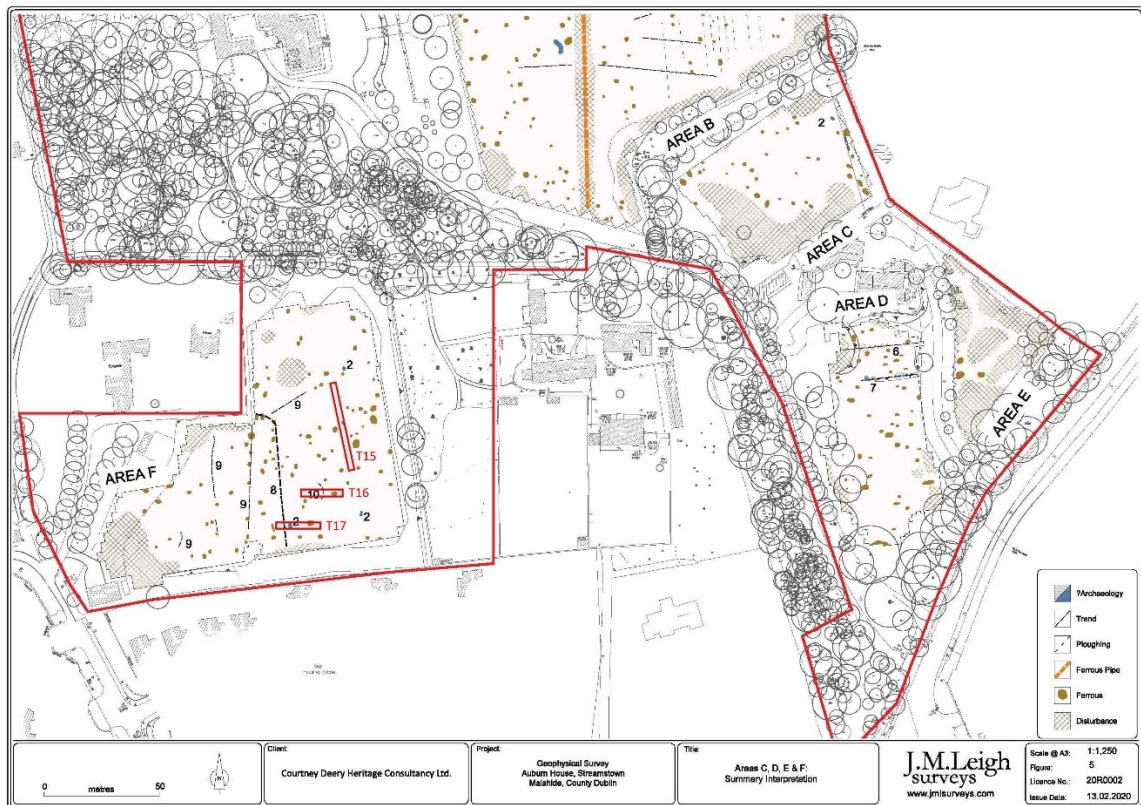 AREA B
2
AREA C
AREA D
6
7
AREA E
2
9
T15
AREA F
9
8
9
10
T16
2
T17
2
9
?Archaeology
Trend
Ploughing
Ferrous Pipe
Ferrous
Disturbance
0 metres 50
N
Client:
Courtney Deery Heritage Consultancy Ltd.
Project:
Geophysical Survey
Auburn House, Streamstown
Malahide, County Dublin
Title:
Areas C, D, E & F:
Summary Interpretation
J.M.Leigh
surveys
www.jmlsurveys.com
Scale @ A3: 1:1,250
Figure: 5
Licence No.: 20R0002
Issue Date: 13.02.2020